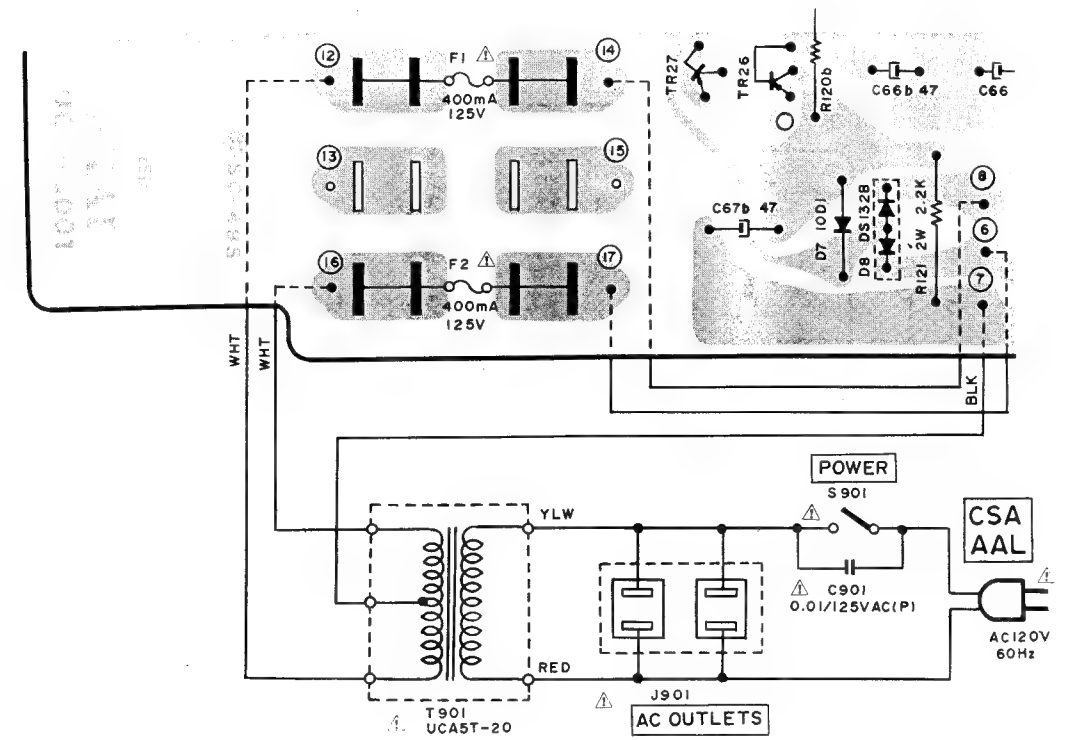 12
F1
14
400mA
125V
TR27
TR26
R120b
C66b 47
C66
13
15
C67b 47
D7 10D1
D8 DS132B
R121 2W 2.2K
8
6
7
16
F2
17
400mA
125V
WHT
WHT
BLK
POWER
S901
YLW
CSA
AAL
C901
0.01/125VAC(P)
AC120V
60Hz
RED
J901
AC OUTLETS
T901
UCA5T-20